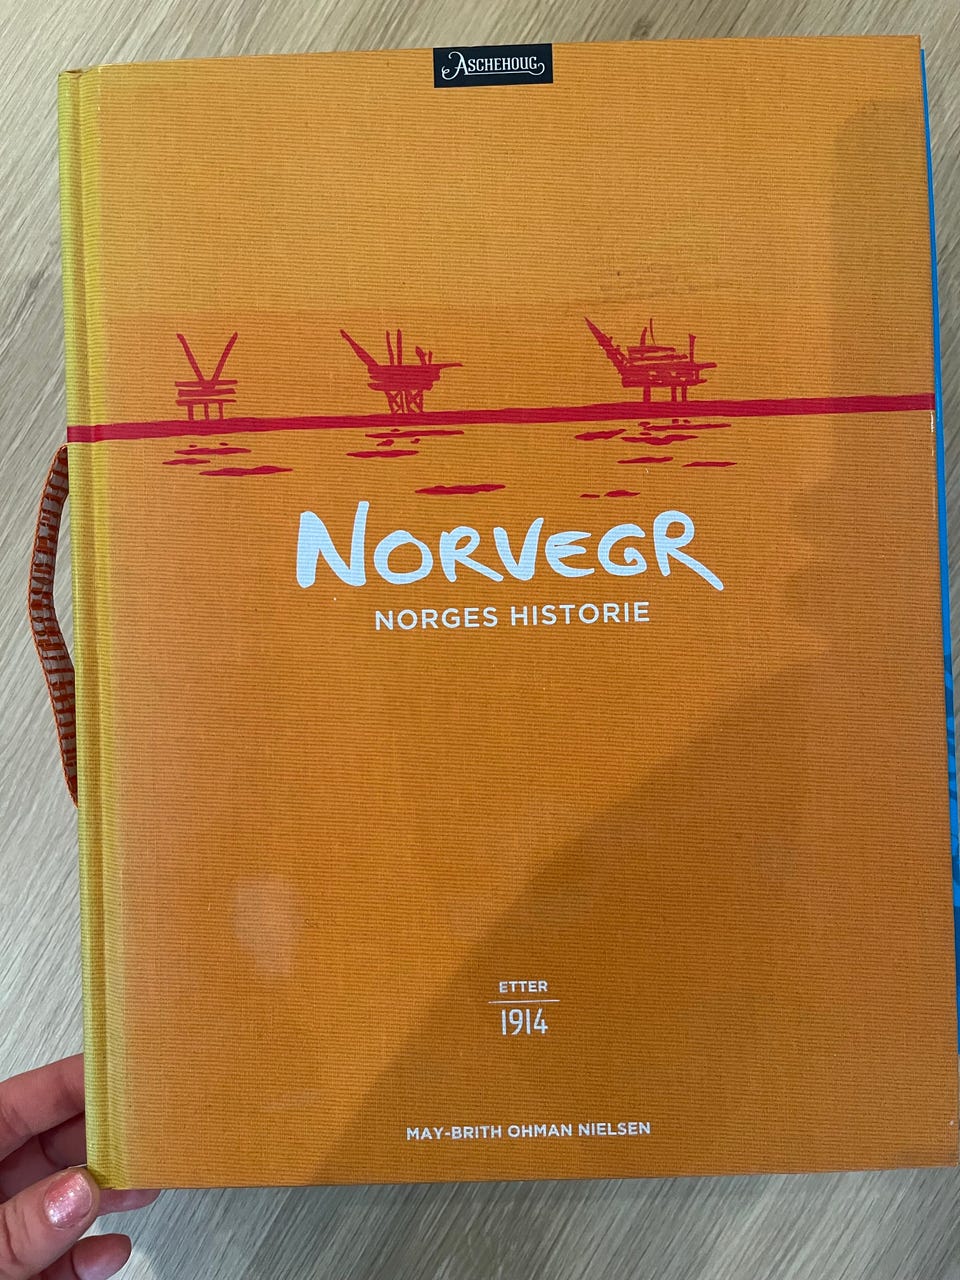 ASCHEHOUG
NORVEGR
NORGES HISTORIE
ETTER
1914
MAY-BRITH OHMAN NIELSEN